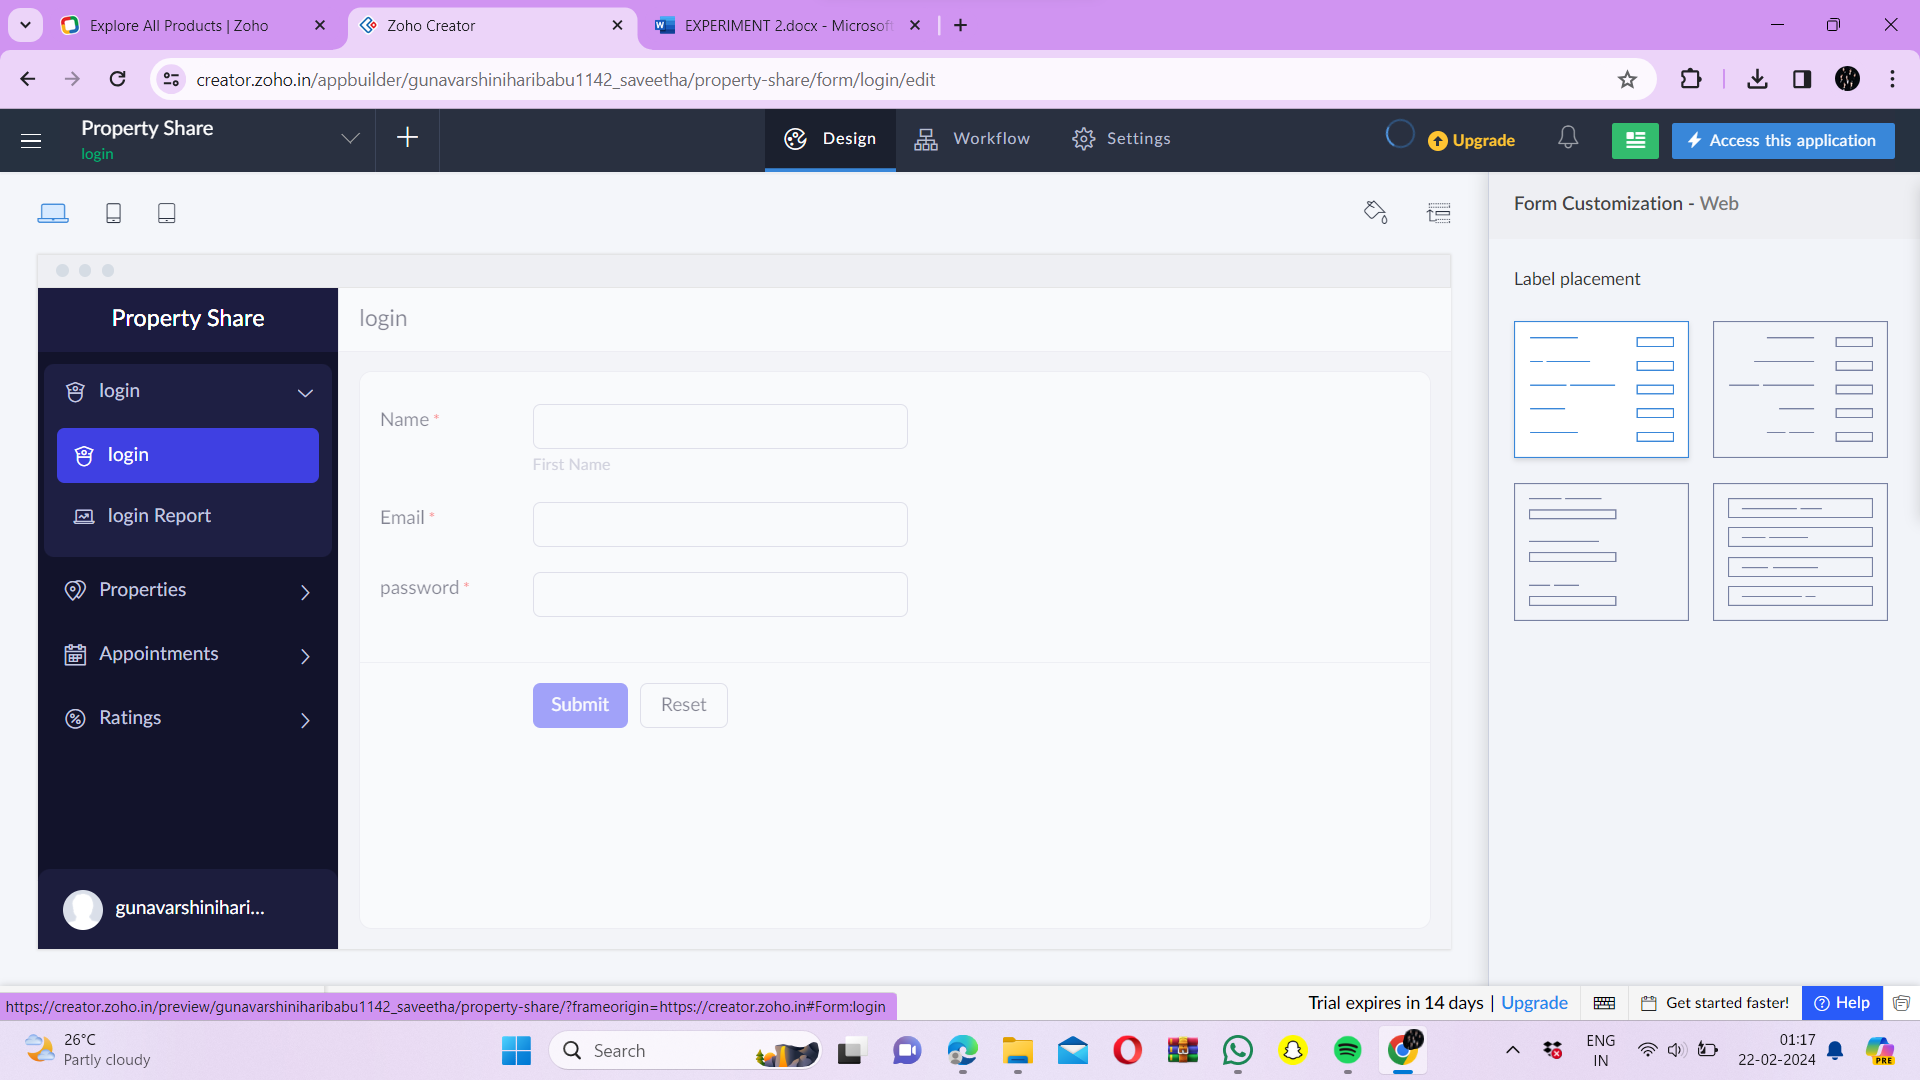 Explore All Products | Zoho
Zoho Creator
EXPERIMENT 2.docx - Microsoft
creator.zoho.in/appbuilder/gunavarshiniharibabu1142_saveetha/property-share/form/login/edit
Property Share
login
Design
Workflow
Settings
Upgrade
Access this application
Form Customization - Web
Label placement
Property Share
login
login
login
login Report
Properties
Appointments
Ratings
gunavarshinihari...
Name *
First Name
Email *
password *
Submit
Reset
https://creator.zoho.in/preview/gunavarshiniharibabu1142_saveetha/property-share/?frameorigin=https://creator.zoho.in#Form:login
Trial expires in 14 days | Upgrade
Get started faster!
Help
26°C
Partly cloudy
Search
ENG
IN
01:17
22-02-2024
PRE